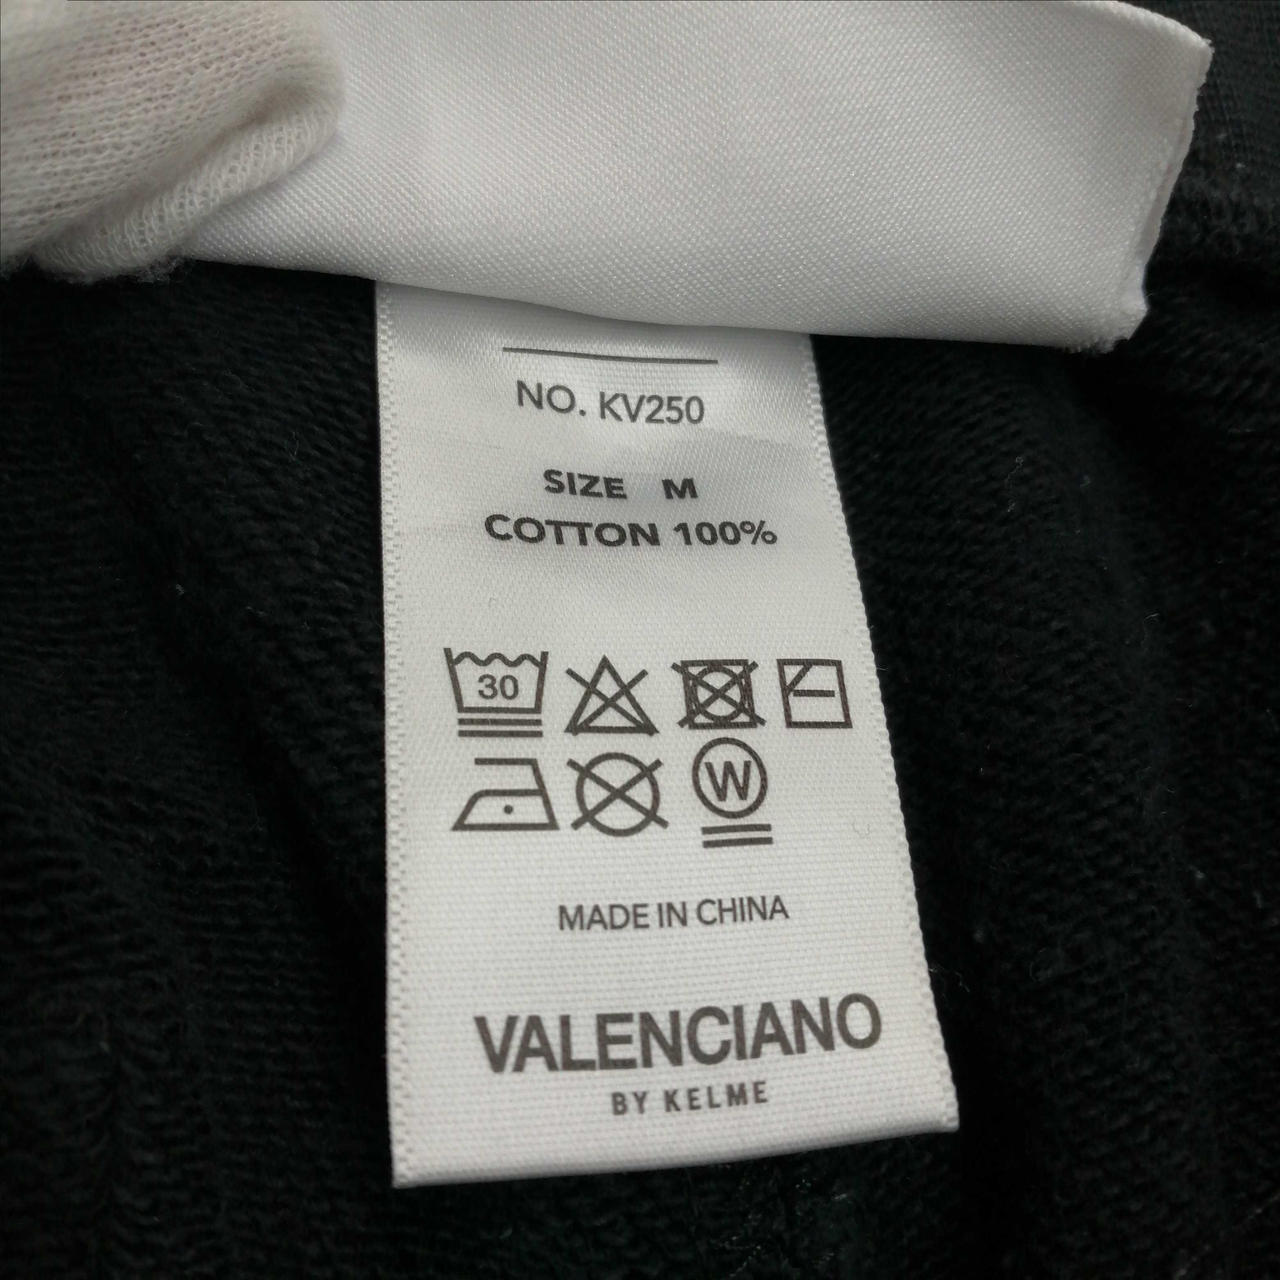 NO. KV250
SIZE M
COTTON 100%
30
W
MADE IN CHINA
VALENCIANO
BY KELME